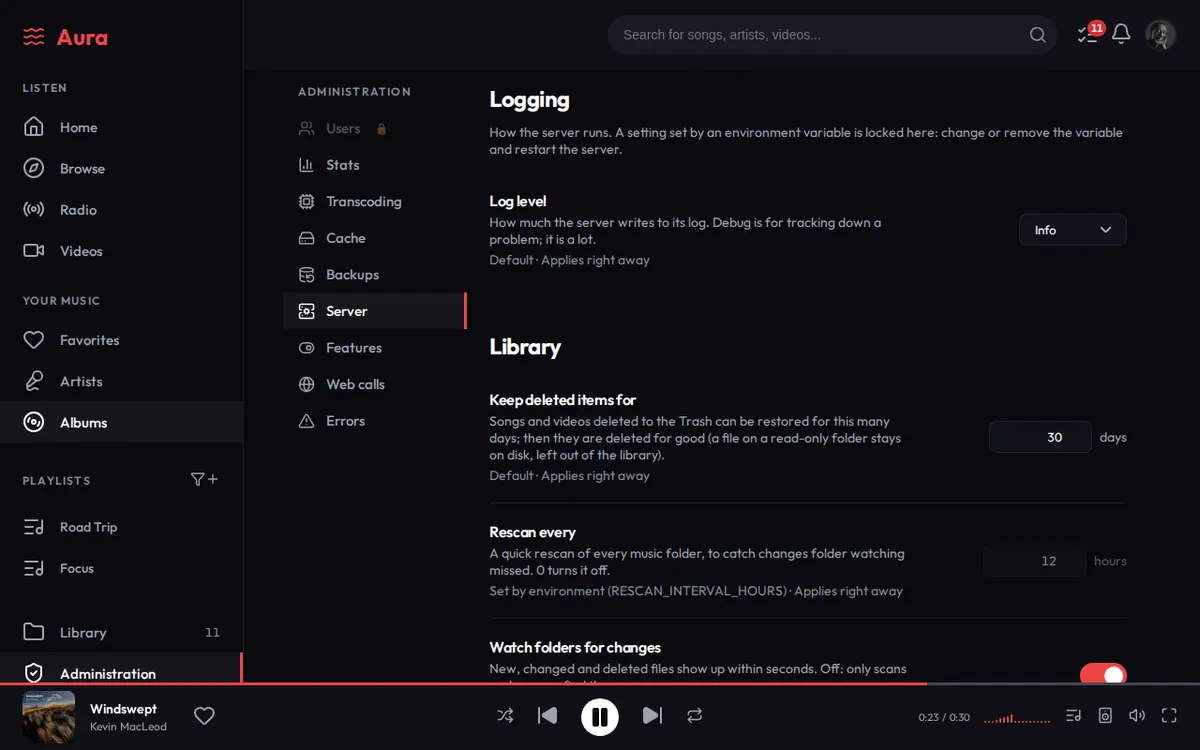 Aura
Search for songs, artists, videos...
11
LISTEN
Home
Browse
Radio
Videos
YOUR MUSIC
Favorites
Artists
Albums
PLAYLISTS
Road Trip
Focus
Library 11
Administration
ADMINISTRATION
Users
Stats
Transcoding
Cache
Backups
Server
Features
Web calls
Errors
Logging
How the server runs. A setting set by an environment variable is locked here: change or remove the variable
and restart the server.
Log level
How much the server writes to its log. Debug is for tracking down a
problem; it is a lot.
Default · Applies right away
Info
Library
Keep deleted items for
Songs and videos deleted to the Trash can be restored for this many
days; then they are deleted for good (a file on a read-only folder stays
on disk, left out of the library).
Default · Applies right away
30 days
Rescan every
A quick rescan of every music folder, to catch changes folder watching
missed. 0 turns it off.
Set by environment (RESCAN_INTERVAL_HOURS) · Applies right away
12 hours
Watch folders for changes
New, changed and deleted files show up within seconds. Off: only scans
WINDSWEPT
Windswept
Kevin MacLeod
0:23 / 0:30